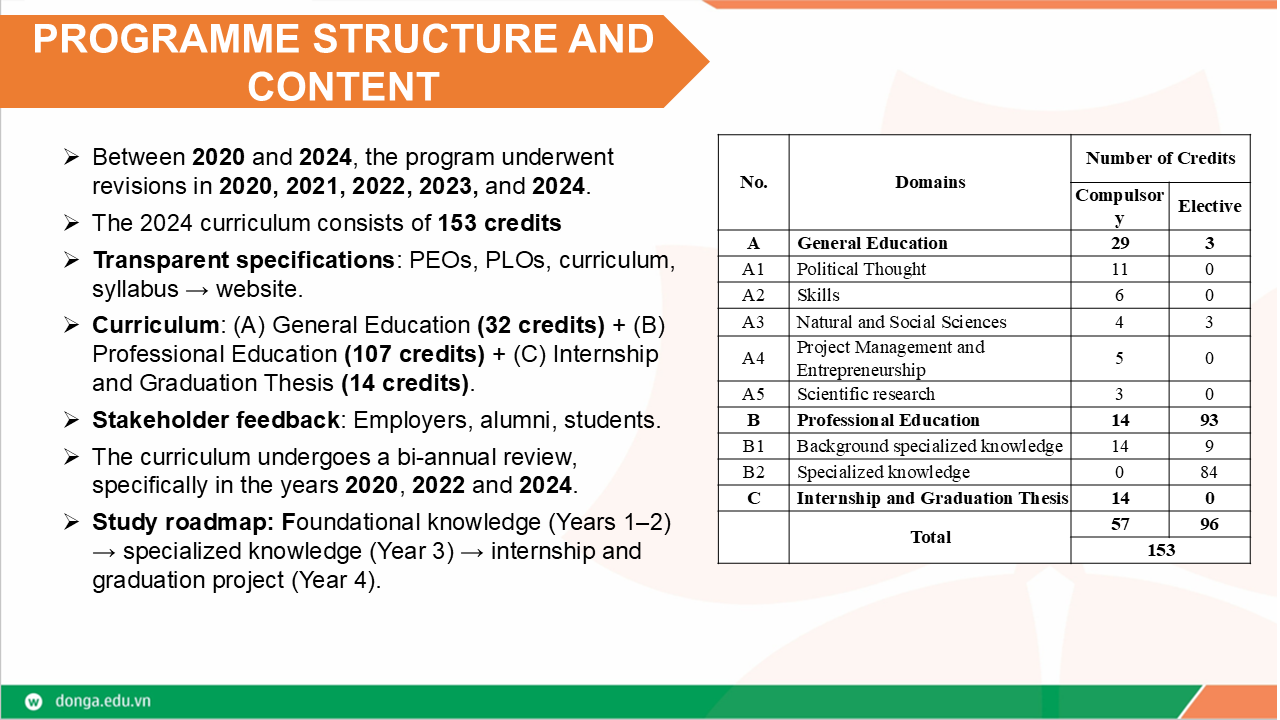 PROGRAMME STRUCTURE AND
CONTENT
➢ Between 2020 and 2024, the program underwent
revisions in 2020, 2021, 2022, 2023, and 2024.
➢ The 2024 curriculum consists of 153 credits
➢ Transparent specifications: PEOs, PLOs, curriculum,
syllabus → website.
➢ Curriculum: (A) General Education (32 credits) + (B)
Professional Education (107 credits) + (C) Internship
and Graduation Thesis (14 credits).
➢ Stakeholder feedback: Employers, alumni, students.
➢ The curriculum undergoes a bi-annual review,
specifically in the years 2020, 2022 and 2024.
➢ Study roadmap: Foundational knowledge (Years 1–2)
→ specialized knowledge (Year 3) → internship and
graduation project (Year 4).
No. Domains Number of Credits
Compulsor
y Elective
A General Education 29 3
A1 Political Thought 11 0
A2 Skills 6 0
A3 Natural and Social Sciences 4 3
A4 Project Management and
Entrepreneurship 5 0
A5 Scientific research 3 0
B Professional Education 14 93
B1 Background specialized knowledge 14 9
B2 Specialized knowledge 0 84
C Internship and Graduation Thesis 14 0
Total 57 96
153
w donga.edu.vn